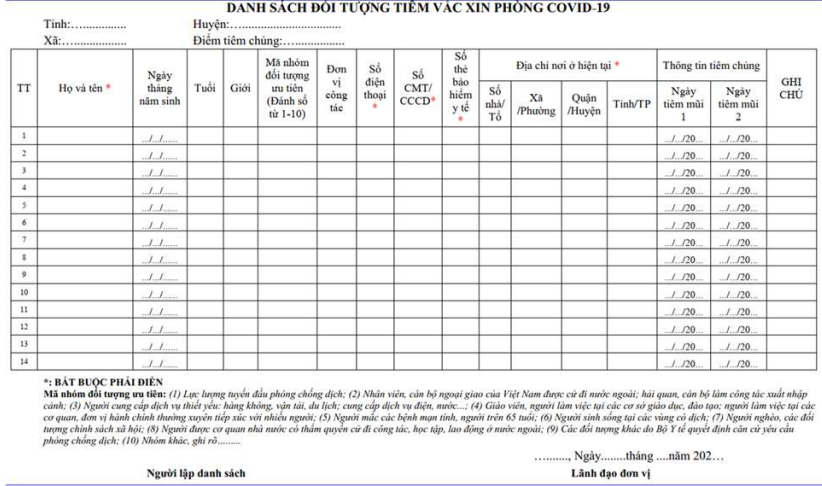 DANH SÁCH ĐỐI TƯỢNG TIÊM VẮC XIN PHÒNG COVID-19
Tỉnh:................. Huyện:...................................
Xã:................... Điểm tiêm chủng:...................
TT
Họ và tên *
Ngày tháng năm sinh
Tuổi
Giới
Mã nhóm đối tượng ưu tiên (Đánh số từ 1-10)
Đơn vị công tác
Số điện thoại *
Số CMT/ CCCD*
Số thẻ bảo hiểm y tế *
Địa chỉ nơi ở hiện tại *
Số nhà/ Tổ
Xã /Phường
Quận /Huyện
Tỉnh/TP
Thông tin tiêm chủng
Ngày tiêm mũi 1
Ngày tiêm mũi 2
GHI CHÚ
1 .../.../...... .../.../20... .../.../20...
2 .../.../...... .../.../20... .../.../20...
3 .../.../...... .../.../20... .../.../20...
4 .../.../...... .../.../20... .../.../20...
5 .../.../...... .../.../20... .../.../20...
6 .../.../...... .../.../20... .../.../20...
7 .../.../...... .../.../20... .../.../20...
8 .../.../...... .../.../20... .../.../20...
9 .../.../...... .../.../20... .../.../20...
10 .../.../...... .../.../20... .../.../20...
11 .../.../...... .../.../20... .../.../20...
12 .../.../...... .../.../20... .../.../20...
13 .../.../...... .../.../20... .../.../20...
14 .../.../...... .../.../20... .../.../20...
*: BẮT BUỘC PHẢI ĐIỀN
Mã nhóm đối tượng ưu tiên: (1) Lực lượng tuyến đầu phòng chống dịch; (2) Nhân viên, cán bộ ngoại giao của Việt Nam được cử đi nước ngoài; hải quan, cán bộ làm công tác xuất nhập
cảnh; (3) Người cung cấp dịch vụ thiết yếu: hàng không, vận tải, du lịch; cung cấp dịch vụ điện, nước...; (4) Giáo viên, người làm việc tại các cơ sở giáo dục, đào tạo; người làm việc tại các
cơ quan, đơn vị hành chính thường xuyên tiếp xúc với nhiều người; (5) Người mắc các bệnh mạn tính, người trên 65 tuổi; (6) Người sinh sống tại các vùng có dịch; (7) Người nghèo, các đối
tượng chính sách xã hội; (8) Người được cơ quan nhà nước có thẩm quyền cử đi công tác, học tập, lao động ở nước ngoài; (9) Các đối tượng khác do Bộ Y tế quyết định căn cứ yêu cầu
phòng chống dịch; (10) Nhóm khác, ghi rõ.........
..........., Ngày........tháng ....năm 202…
Người lập danh sách Lãnh đạo đơn vị